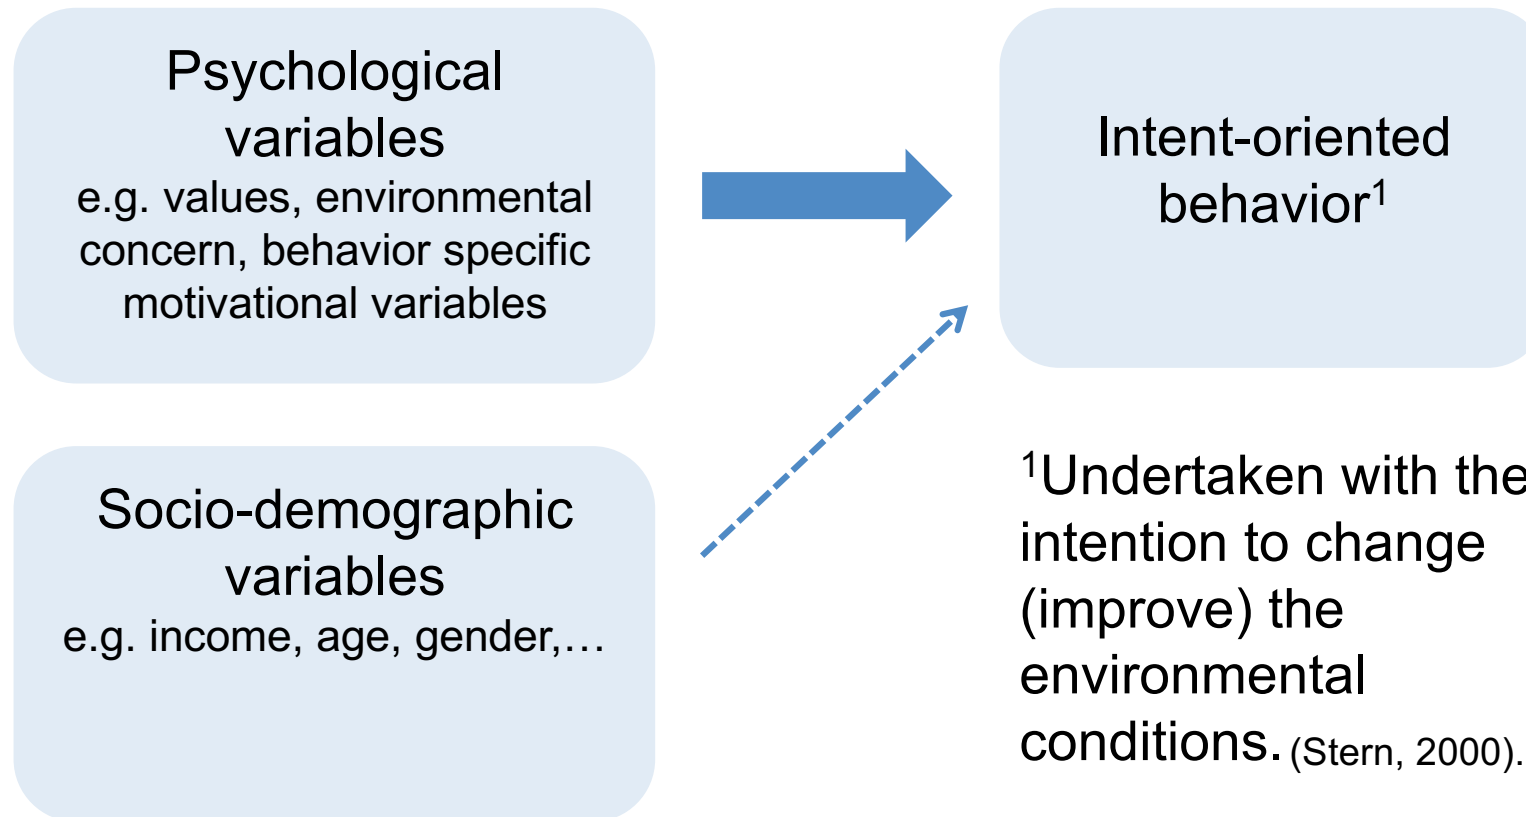 Psychological
variables
e.g. values, environmental
concern, behavior specific
motivational variables
Intent-oriented
behavior¹
Socio-demographic
variables
e.g. income, age, gender,…
¹Undertaken with the
intention to change
(improve) the
environmental
conditions. (Stern, 2000).